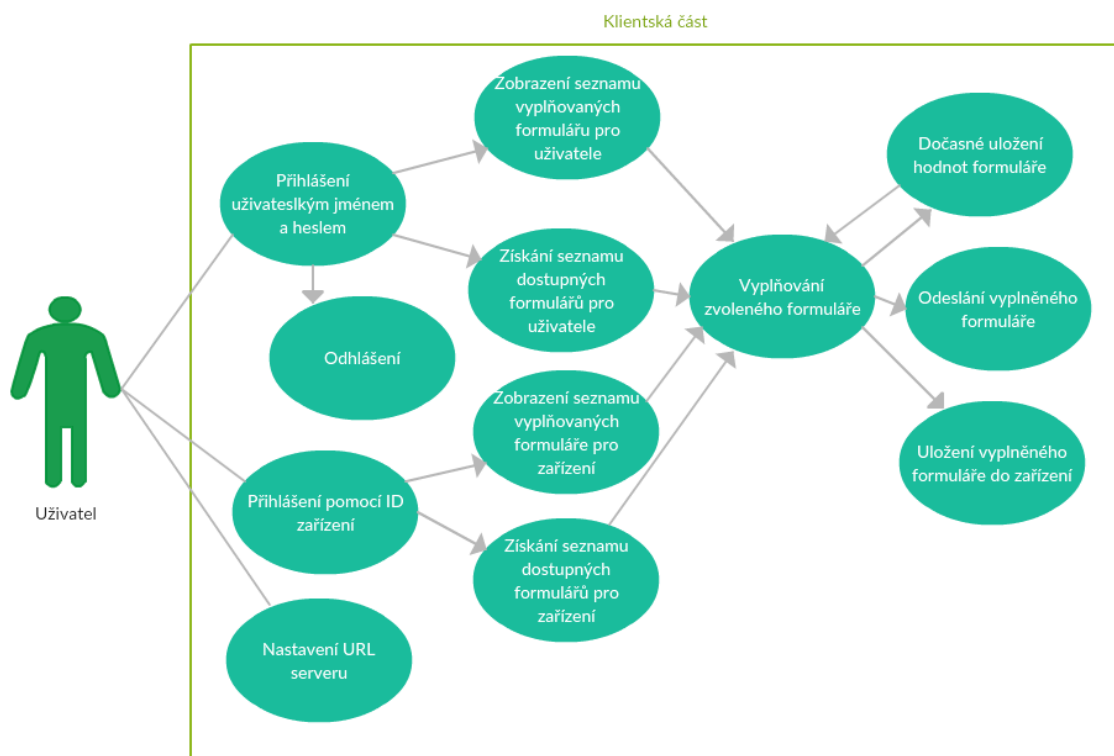 Klientská část
Zobrazení seznamu
vyplňovaných
formulářu pro
uživatele
Dočasné uložení
hodnot formuláře
Přihlášení
uživateslkým jménem
a heslem
Získání seznamu
dostupných
formulářů pro
uživatele
Vyplňování
zvoleného formuláře
Odeslání vyplněného
formuláře
Odhlášení
Zobrazení seznamu
vyplňovaných
formuláře pro
zařízení
Uložení vyplněného
formuláře do zařízení
Uživatel
Přihlášení pomocí ID
zařízení
Získání seznamu
dostupných
formulářů pro
zařízení
Nastavení URL
serveru